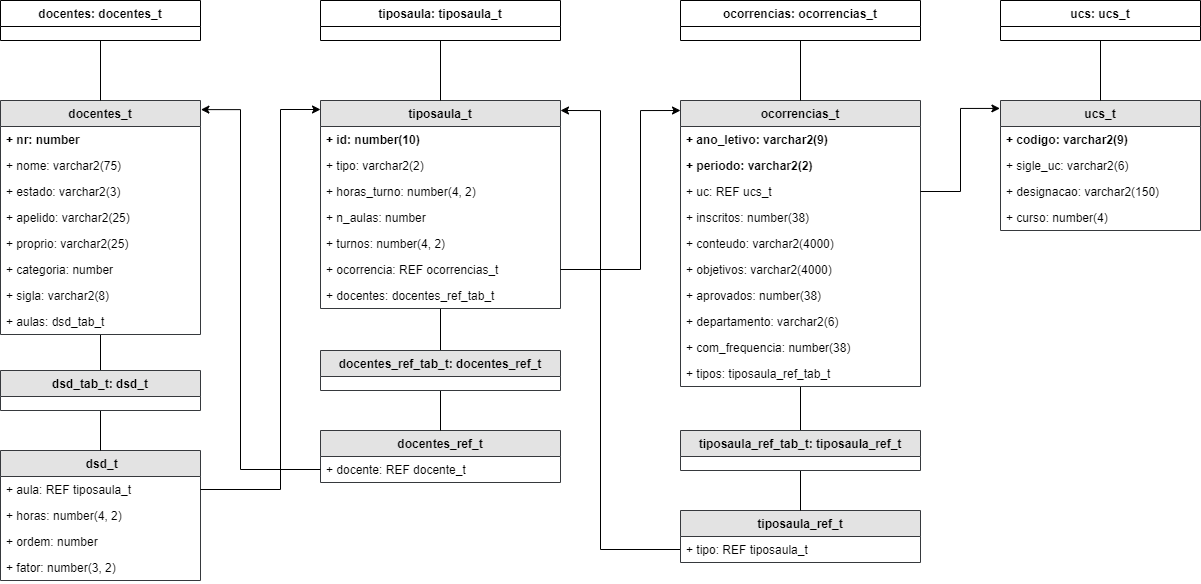 docentes: docentes_t
tiposaula: tiposaula_t
ocorrencias: ocorrencias_t
ucs: ucs_t
docentes_t
+ nr: number
+ nome: varchar2(75)
+ estado: varchar2(3)
+ apelido: varchar2(25)
+ proprio: varchar2(25)
+ categoria: number
+ sigla: varchar2(8)
+ aulas: dsd_tab_t
dsd_tab_t: dsd_t
dsd_t
+ aula: REF tiposaula_t
+ horas: number(4, 2)
+ ordem: number
+ fator: number(3, 2)
tiposaula_t
+ id: number(10)
+ tipo: varchar2(2)
+ horas_turno: number(4, 2)
+ n_aulas: number
+ turnos: number(4, 2)
+ ocorrencia: REF ocorrencias_t
+ docentes: docentes_ref_tab_t
docentes_ref_tab_t: docentes_ref_t
docentes_ref_t
+ docente: REF docente_t
ocorrencias_t
+ ano_letivo: varchar2(9)
+ periodo: varchar2(2)
+ uc: REF ucs_t
+ inscritos: number(38)
+ conteudo: varchar2(4000)
+ objetivos: varchar2(4000)
+ aprovados: number(38)
+ departamento: varchar2(6)
+ com_frequencia: number(38)
+ tipos: tiposaula_ref_tab_t
tiposaula_ref_tab_t: tiposaula_ref_t
tiposaula_ref_t
+ tipo: REF tiposaula_t
ucs_t
+ codigo: varchar2(9)
+ sigle_uc: varchar2(6)
+ designacao: varchar2(150)
+ curso: number(4)